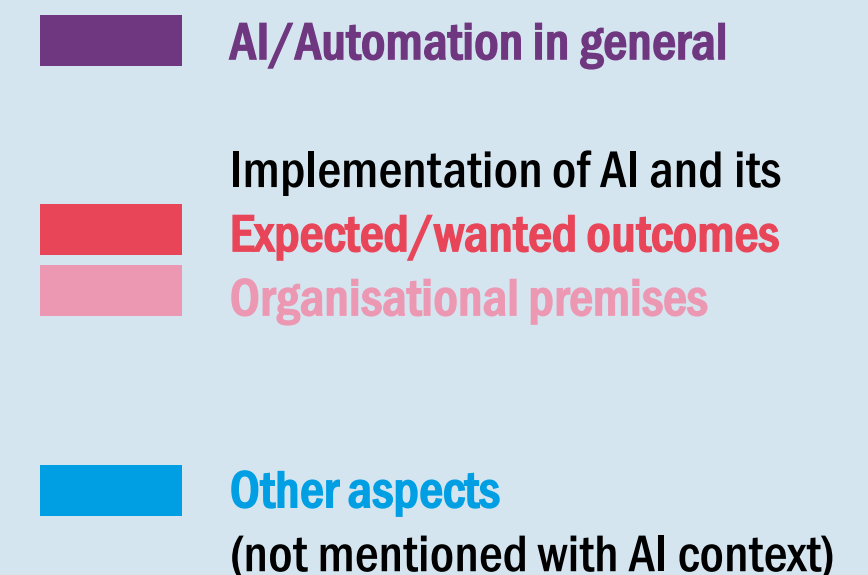 AI/Automation in general
Implementation of AI and its
Expected/wanted outcomes
Organisational premises
Other aspects
(not mentioned with AI context)